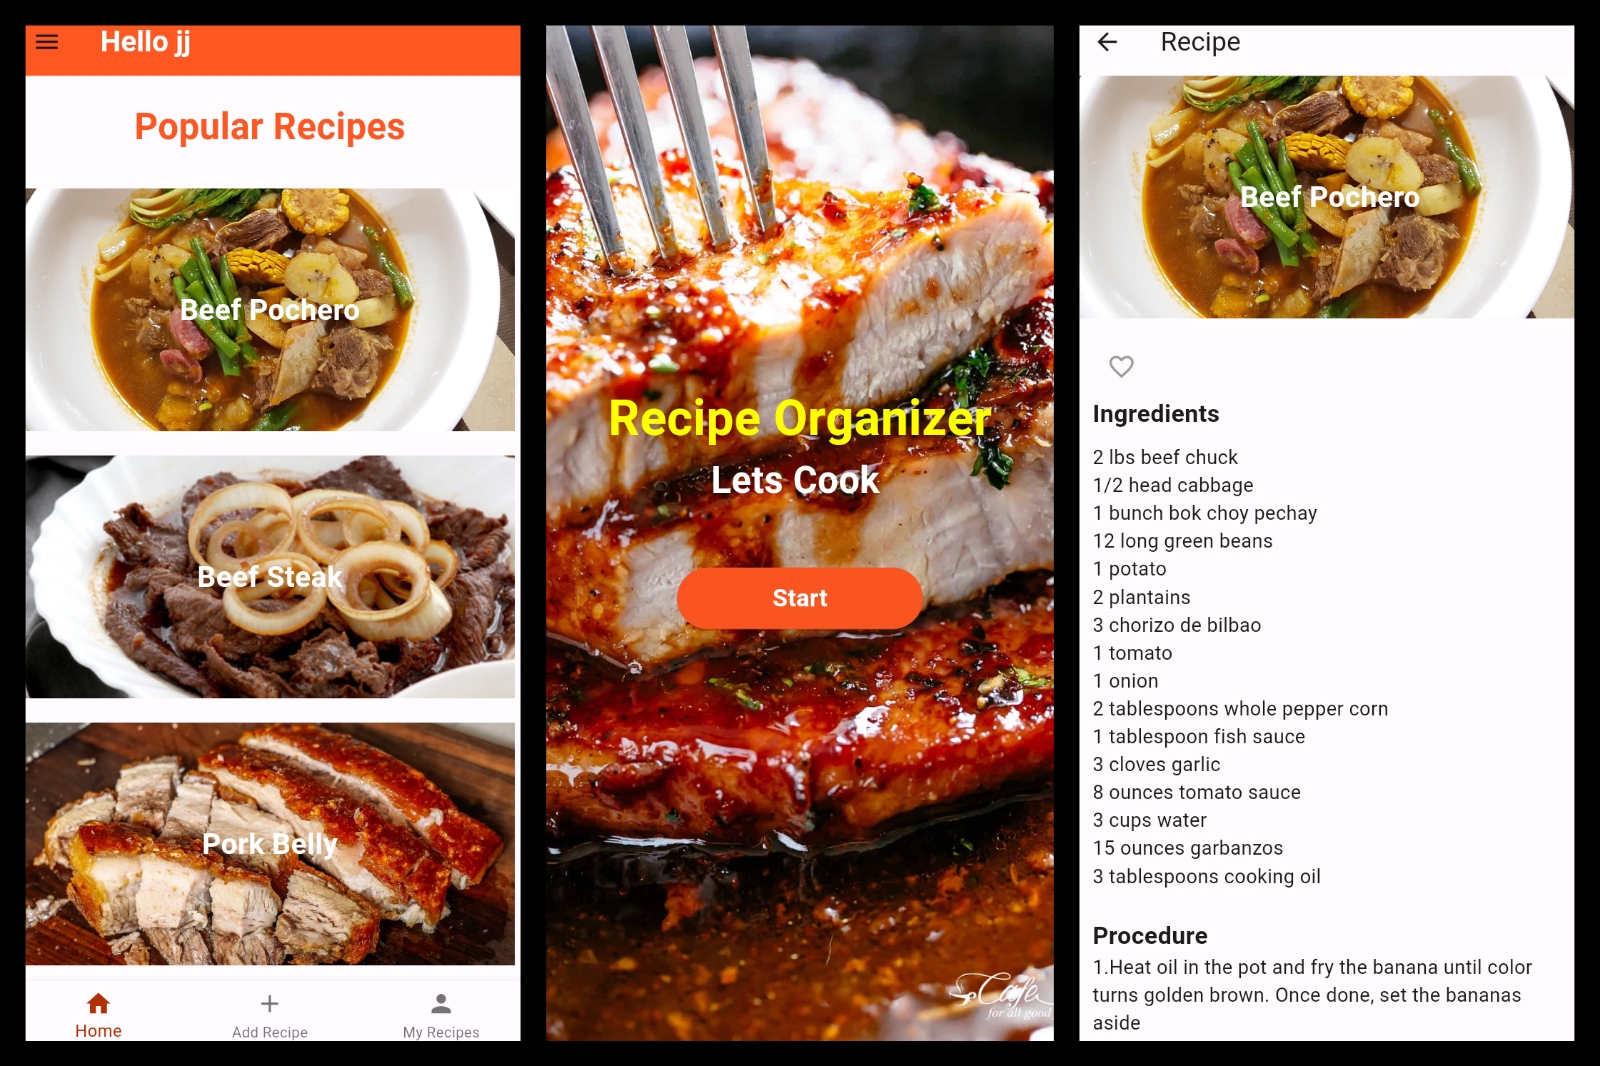 Hello jj
Popular Recipes
Beef Pochero
Beef Steak
Pork Belly
Home
Add Recipe
My Recipes
Recipe Organizer
Lets Cook
Start
Cafe
for all good
Recipe
Beef Pochero
Ingredients
2 lbs beef chuck
1/2 head cabbage
1 bunch bok choy pechay
12 long green beans
1 potato
2 plantains
3 chorizo de bilbao
1 tomato
1 onion
2 tablespoons whole pepper corn
1 tablespoon fish sauce
3 cloves garlic
8 ounces tomato sauce
3 cups water
15 ounces garbanzos
3 tablespoons cooking oil
Procedure
1.Heat oil in the pot and fry the banana until color
turns golden brown. Once done, set the bananas
aside